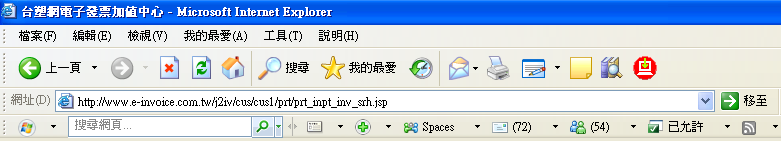 台塑網電子發票加值中心 - Microsoft Internet Explorer
檔案(F) 編輯(E) 檢視(V) 我的最愛(A) 工具(T) 說明(H)
上一頁 搜尋 我的最愛
網址(D) http://www.e-invoice.com.tw/j2iv/cus/cus1/prt/prt_inpt_inv_srh.jsp 移至
搜尋網頁... Spaces (72) (54) 已允許